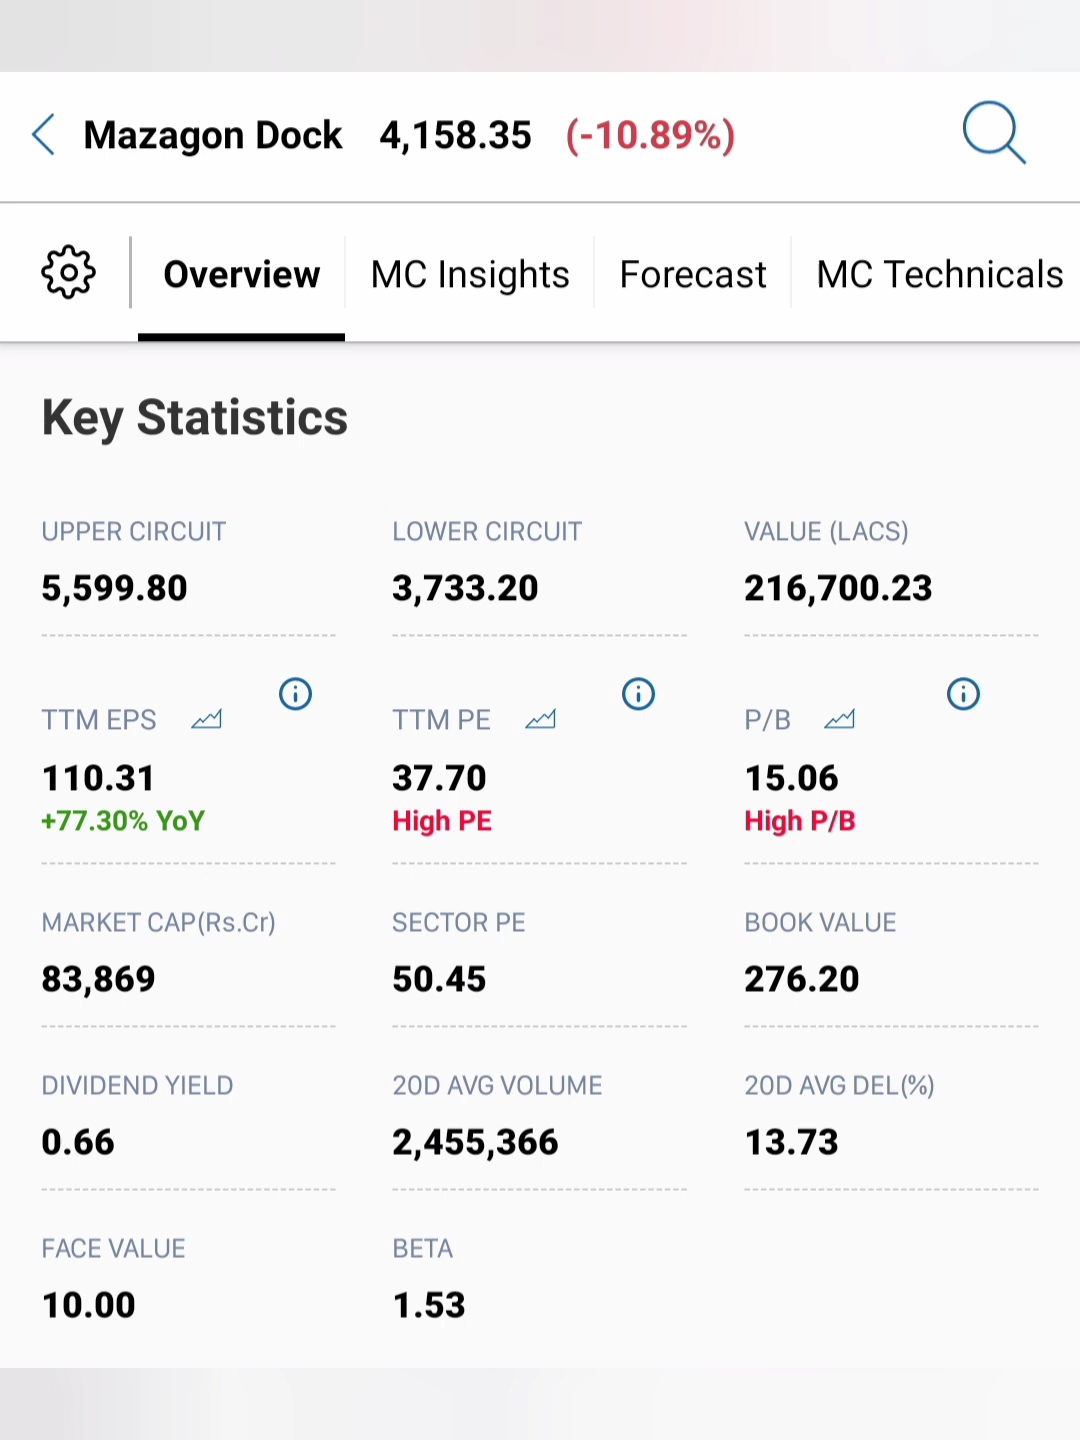 Mazagon Dock 4,158.35 (-10.89%)
Overview MC Insights Forecast MC Technicals
Key Statistics
UPPER CIRCUIT LOWER CIRCUIT VALUE (LACS)
5,599.80 3,733.20 216,700.23
TTM EPS TTM PE P/B
110.31 37.70 15.06
+77.30% YoY High PE High P/B
MARKET CAP(Rs.Cr) SECTOR PE BOOK VALUE
83,869 50.45 276.20
DIVIDEND YIELD 20D AVG VOLUME 20D AVG DEL(%)
0.66 2,455,366 13.73
FACE VALUE BETA
10.00 1.53